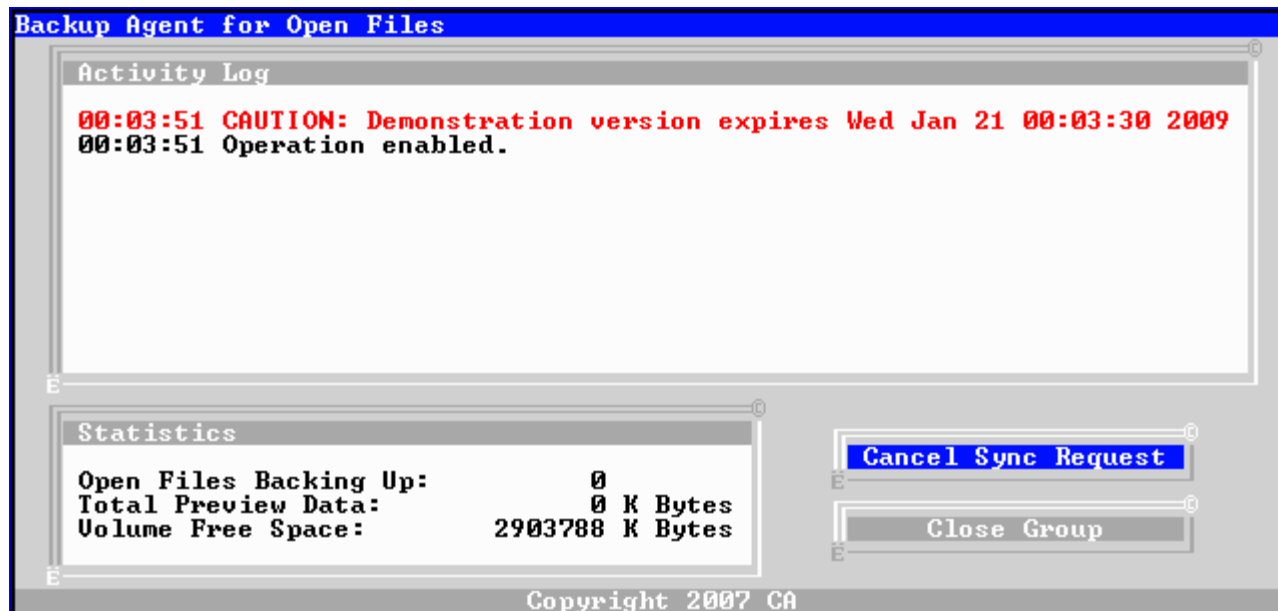 Backup Agent for Open Files
Activity Log
00:03:51 CAUTION: Demonstration version expires Wed Jan 21 00:03:30 2009
00:03:51 Operation enabled.
Statistics
Open Files Backing Up: 0
Total Preview Data: 0 K Bytes
Volume Free Space: 2903788 K Bytes
Cancel Sync Request
Close Group
Copyright 2007 CA